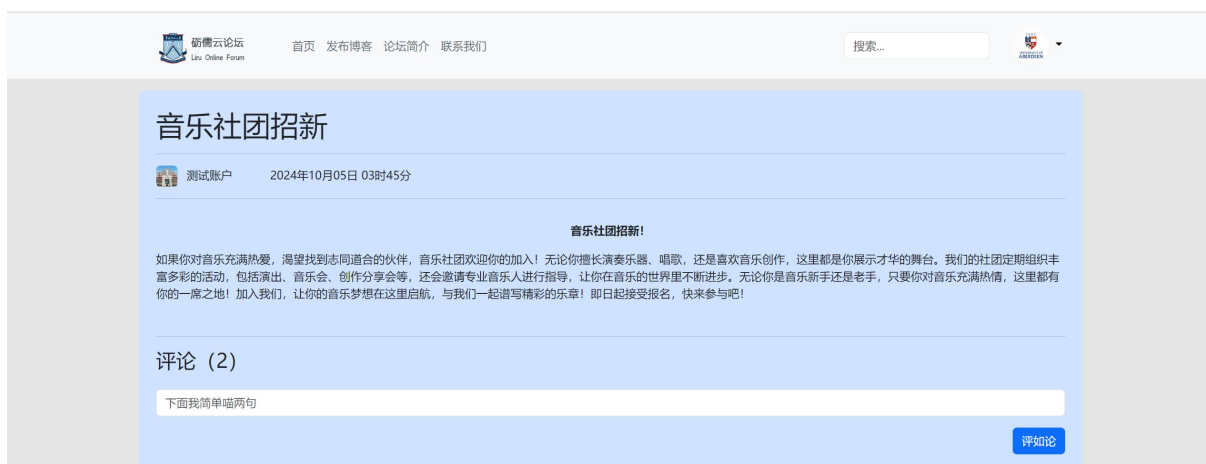 砺儒云论坛
Liru Online Forum
首页 发布博客 论坛简介 联系我们
搜索...
UNIVERSITY OF
ABERDEEN
音乐社团招新
测试账户 2024年10月05日 03时45分
音乐社团招新！
如果你对音乐充满热爱，渴望找到志同道合的伙伴，音乐社团欢迎你的加入！无论你擅长演奏乐器、唱歌，还是喜欢音乐创作，这里都是你展示才华的舞台。我们的社团定期组织丰
富多彩的活动，包括演出、音乐会、创作分享会等，还会邀请专业音乐人进行指导，让你在音乐的世界里不断进步。无论你是音乐新手还是老手，只要你对音乐充满热情，这里都有
你的一席之地！加入我们，让你的音乐梦想在这里启航，与我们一起谱写精彩的乐章！即日起接受报名，快来参与吧！
评论（2）
下面我简单喵两句
评如论